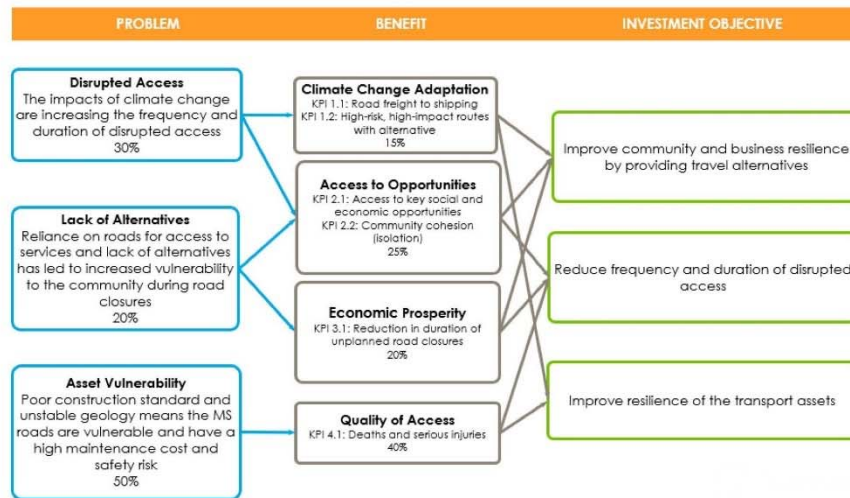 PROBLEM
BENEFIT
INVESTMENT OBJECTIVE
Disrupted Access
The impacts of climate change
are increasing the frequency and
duration of disrupted access
30%
Lack of Alternatives
Reliance on roads for access to
services and lack of alternatives
has led to increased vulnerability
to the community during road
closures
20%
Asset Vulnerability
Poor construction standard and
unstable geology means the MS
roads are vulnerable and have a
high maintenance cost and
safety risk
50%
Climate Change Adaptation
KPI 1.1: Road freight to shipping
KPI 1.2: High-risk, high-impact routes
with alternative
15%
Access to Opportunities
KPI 2.1: Access to key social and
economic opportunities
KPI 2.2: Community cohesion
(isolation)
25%
Economic Prosperity
KPI 3.1: Reduction in duration of
unplanned road closures
20%
Quality of Access
KPI 4.1: Deaths and serious injuries
40%
Improve community and business resilience
by providing travel alternatives
Reduce frequency and duration of disrupted
access
Improve resilience of the transport assets